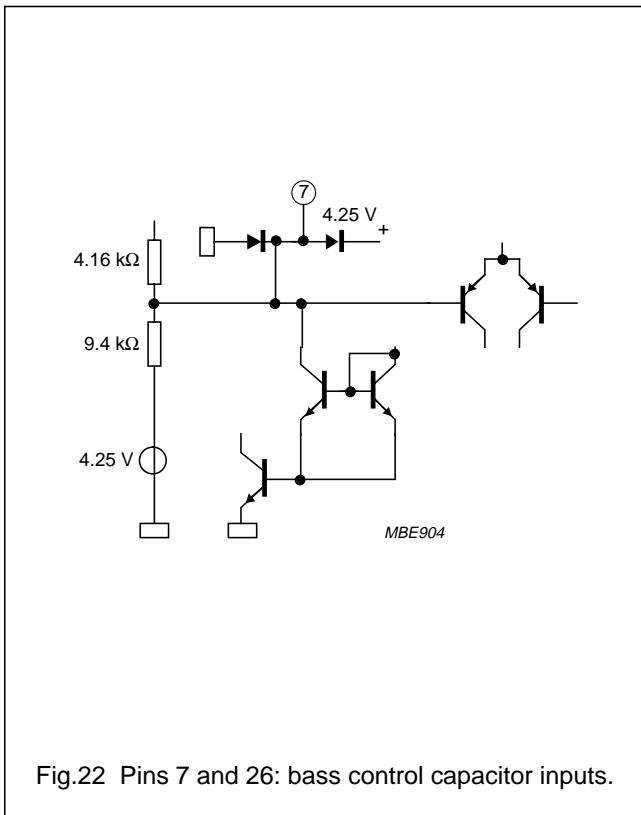 7
4.25 V
+
4.16 kΩ
9.4 kΩ
4.25 V
MBE904
Fig.22 Pins 7 and 26: bass control capacitor inputs.